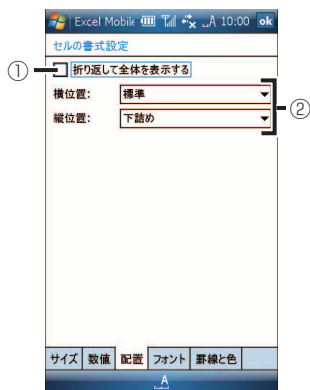 Excel Mobile A 10:00 ok
セルの書式設定
① 折り返して全体を表示する
横位置: 標準
②
縦位置: 下詰め
サイズ 数値 配置 フォント 罫線と色
A